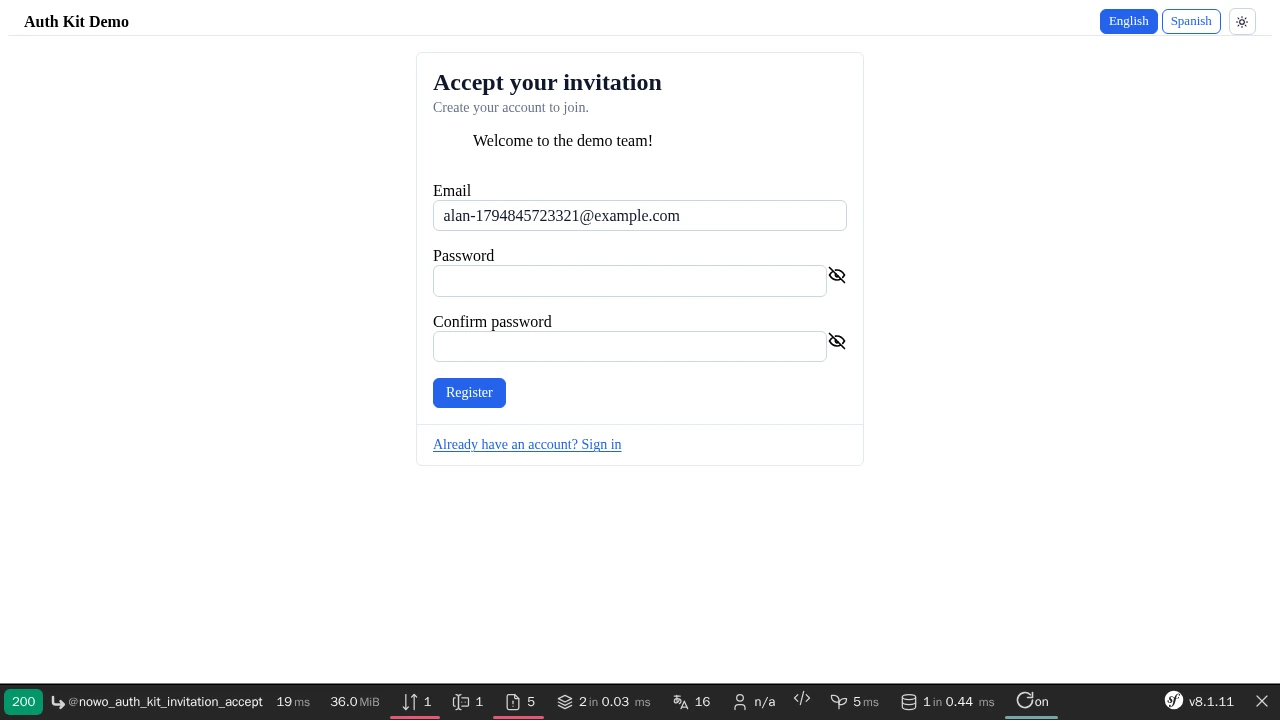 Auth Kit Demo
English
Spanish
Accept your invitation
Create your account to join.
Welcome to the demo team!
Email
alan-1794845723321@example.com
Password
Confirm password
Register
Already have an account? Sign in
200 @nowo_auth_kit_invitation_accept 19 ms 36.0 MiB 1 1 5 2 in 0.03 ms 16 n/a 5 ms 1 in 0.44 ms on sf v8.1.11